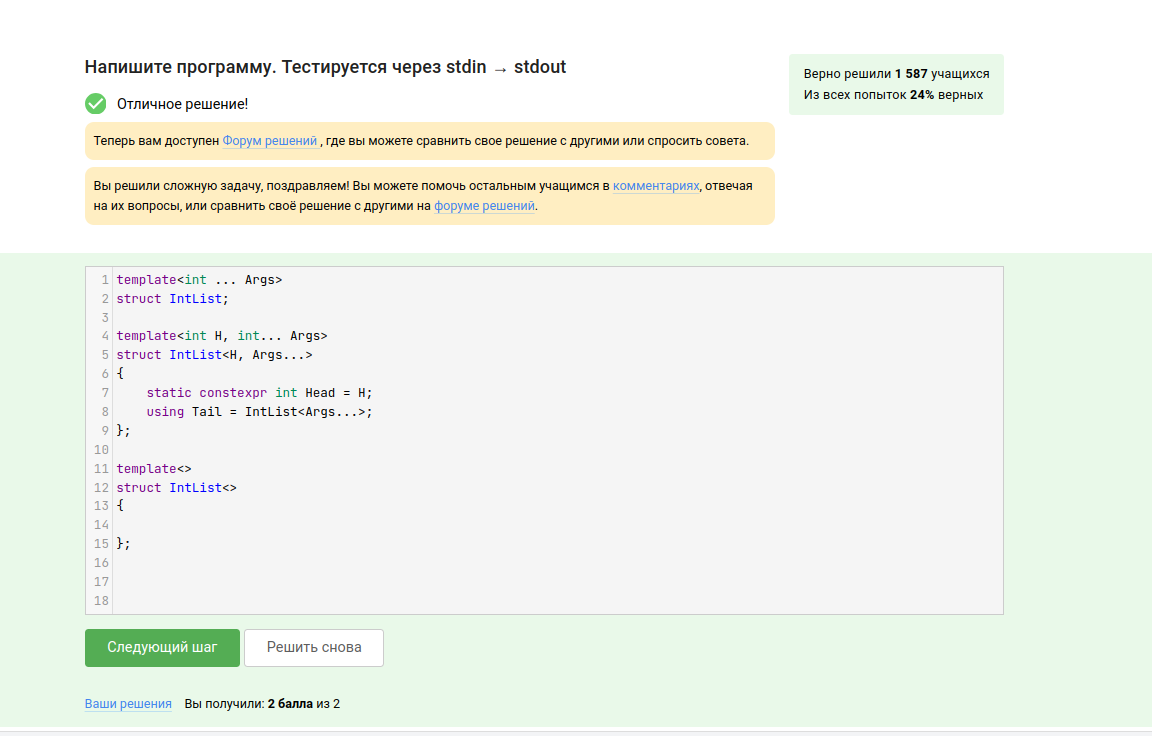 Напишите программу. Тестируется через stdin → stdout
Верно решили 1 587 учащихся
Из всех попыток 24% верных
Отличное решение!
Теперь вам доступен Форум решений , где вы можете сравнить свое решение с другими или спросить совета.
Вы решили сложную задачу, поздравляем! Вы можете помочь остальным учащимся в комментариях, отвечая
на их вопросы, или сравнить своё решение с другими на форуме решений.
1 template<int ... Args>
2 struct IntList;
3
4 template<int H, int... Args>
5 struct IntList<H, Args...>
6 {
7     static constexpr int Head = H;
8     using Tail = IntList<Args...>;
9 };
10
11 template<>
12 struct IntList<>
13 {
14
15 };
16
17
18
Следующий шаг Решить снова
Ваши решения Вы получили: 2 балла из 2